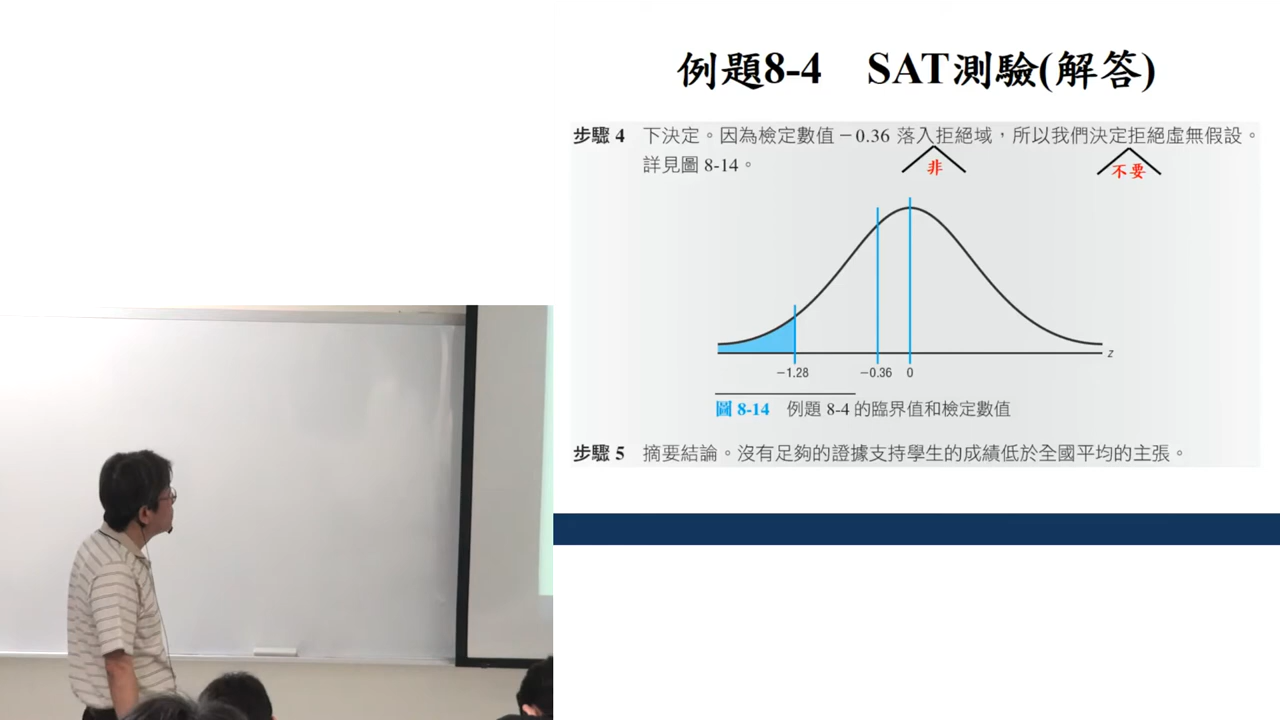 例題8-4 SAT測驗(解答)
步驟 4 下決定。因為檢定數值－0.36 落入拒絕域，所以我們決定拒絕虛無假設。
詳見圖 8-14。
非
不要
z
−1.28 −0.36 0
圖 8-14 例題 8-4 的臨界值和檢定數值
步驟 5 摘要結論。沒有足夠的證據支持學生的成績低於全國平均的主張。